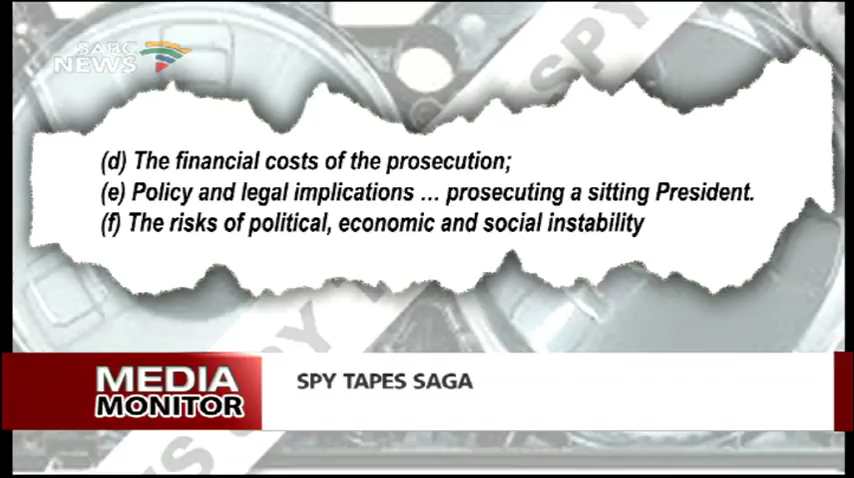 SABC
NEWS
SPY
(d) The financial costs of the prosecution;
(e) Policy and legal implications … prosecuting a sitting President.
(f) The risks of political, economic and social instability
MEDIA
MONITOR
SPY TAPES SAGA